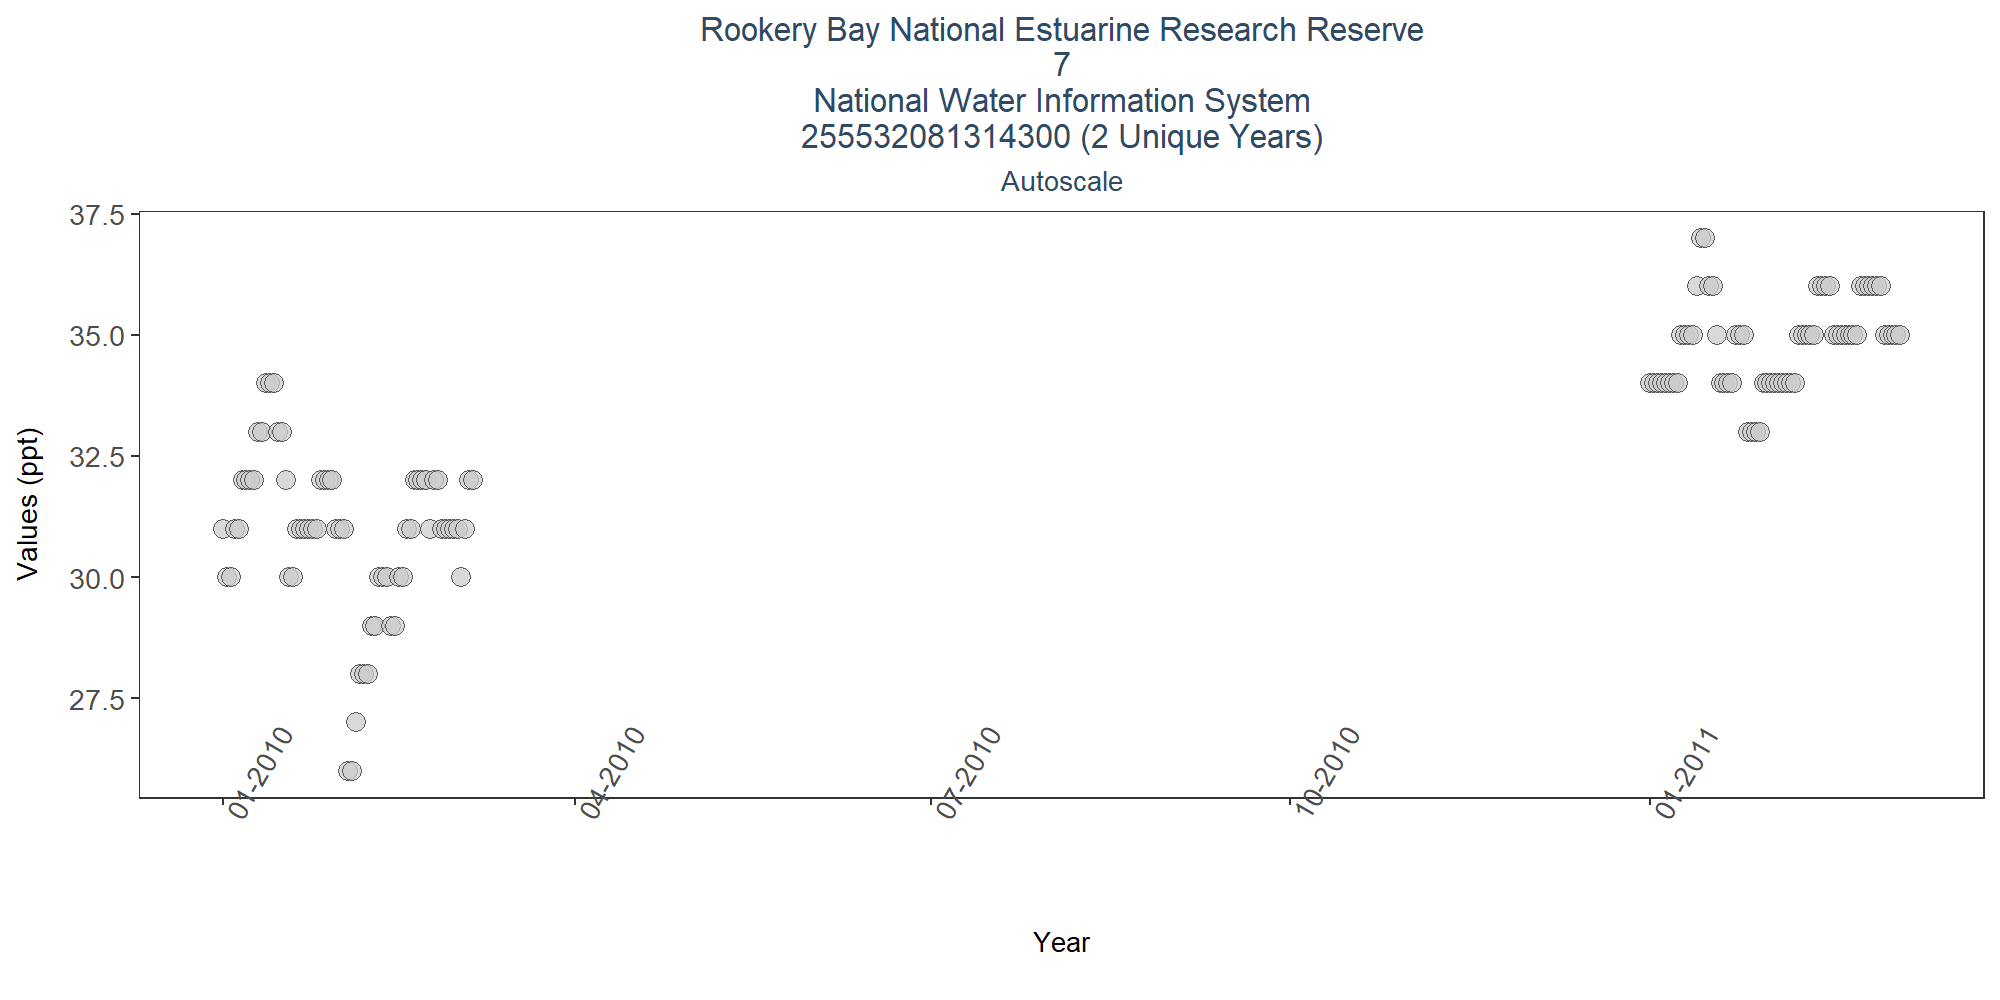 Rookery Bay National Estuarine Research Reserve
7
National Water Information System
255532081314300 (2 Unique Years)
Autoscale
37.5
35.0
32.5
30.0
27.5
Values (ppt)
01-2010
04-2010
07-2010
10-2010
01-2011
Year